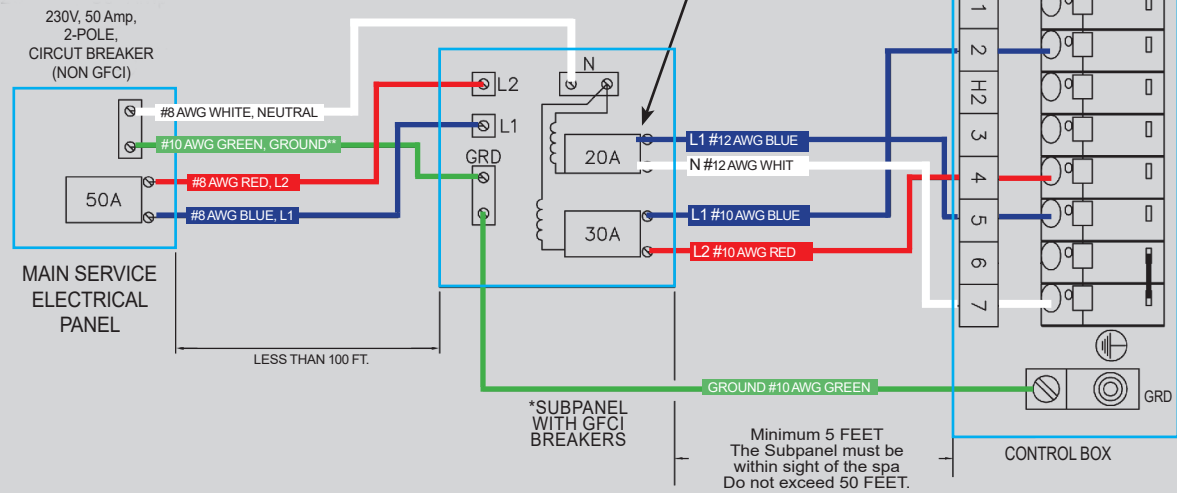 230V, 50 Amp,
2-POLE,
CIRCUT BREAKER
(NON GFCI)
#8 AWG WHITE, NEUTRAL
#10 AWG GREEN, GROUND**
#8 AWG RED, L2
#8 AWG BLUE, L1
50A
MAIN SERVICE
ELECTRICAL
PANEL
LESS THAN 100 FT.
N
L2
L1
GRD
20A
30A
*SUBPANEL
WITH GFCI
BREAKERS
L1 #12 AWG BLUE
N #12 AWG WHIT
L1 #10 AWG BLUE
L2 #10 AWG RED
GROUND #10 AWG GREEN
Minimum 5 FEET
The Subpanel must be
within sight of the spa
Do not exceed 50 FEET.
1
2
H2
3
4
5
6
7
GRD
CONTROL BOX